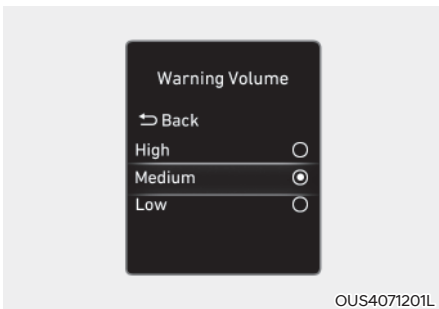 Warning Volume
Back
High
Medium
Low
OUS4071201L